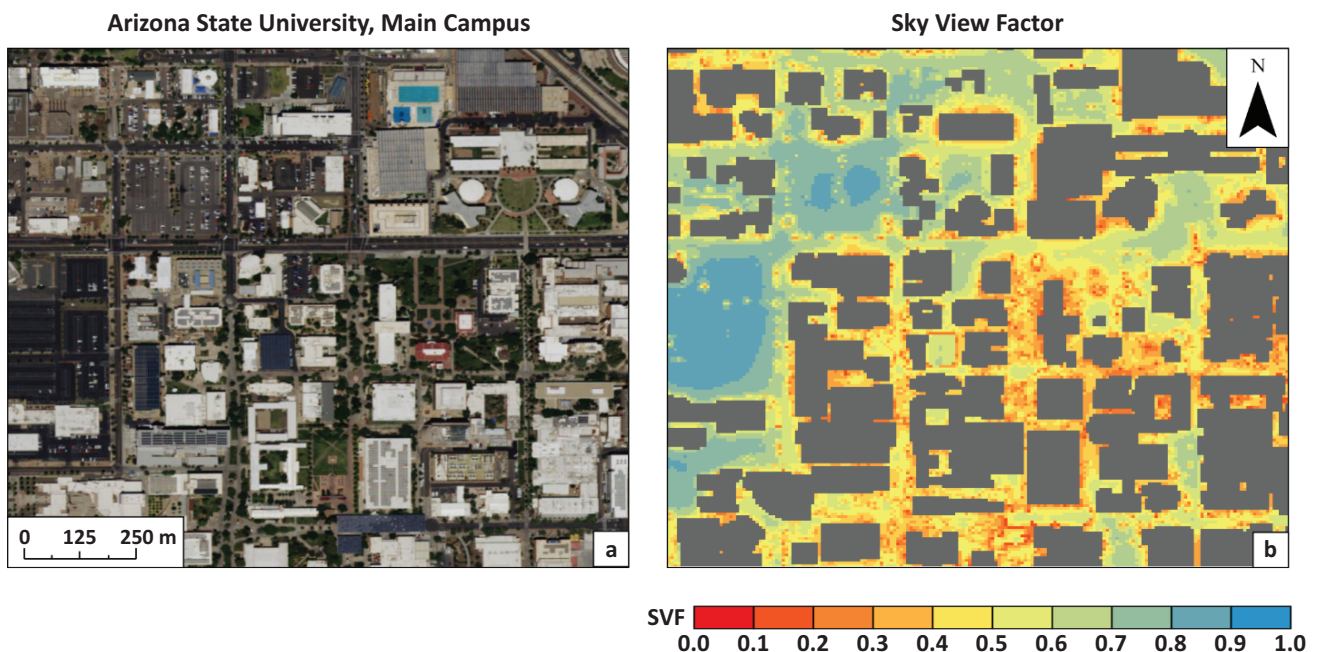 Arizona State University, Main Campus
Sky View Factor
N
0 125 250 m
a
b
SVF
0.0 0.1 0.2 0.3 0.4 0.5 0.6 0.7 0.8 0.9 1.0